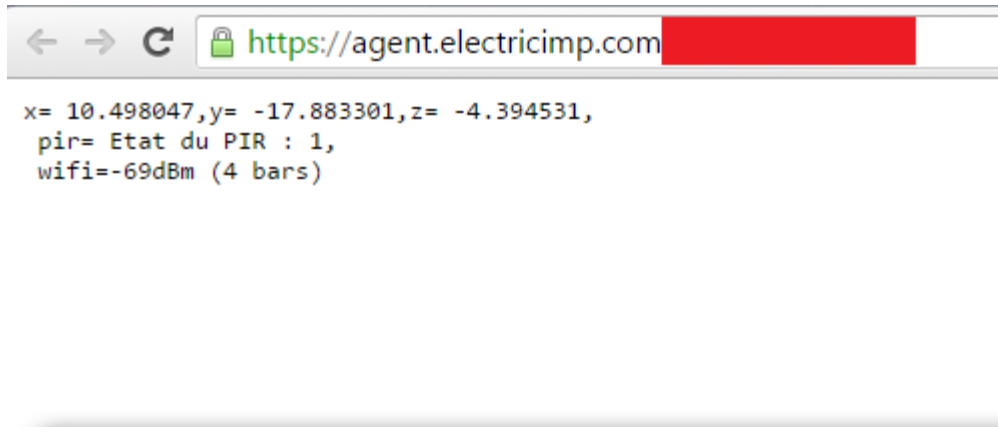 https://agent.electricimp.com
x= 10.498047,y= -17.883301,z= -4.394531,
pir= Etat du PIR : 1,
wifi=-69dBm (4 bars)